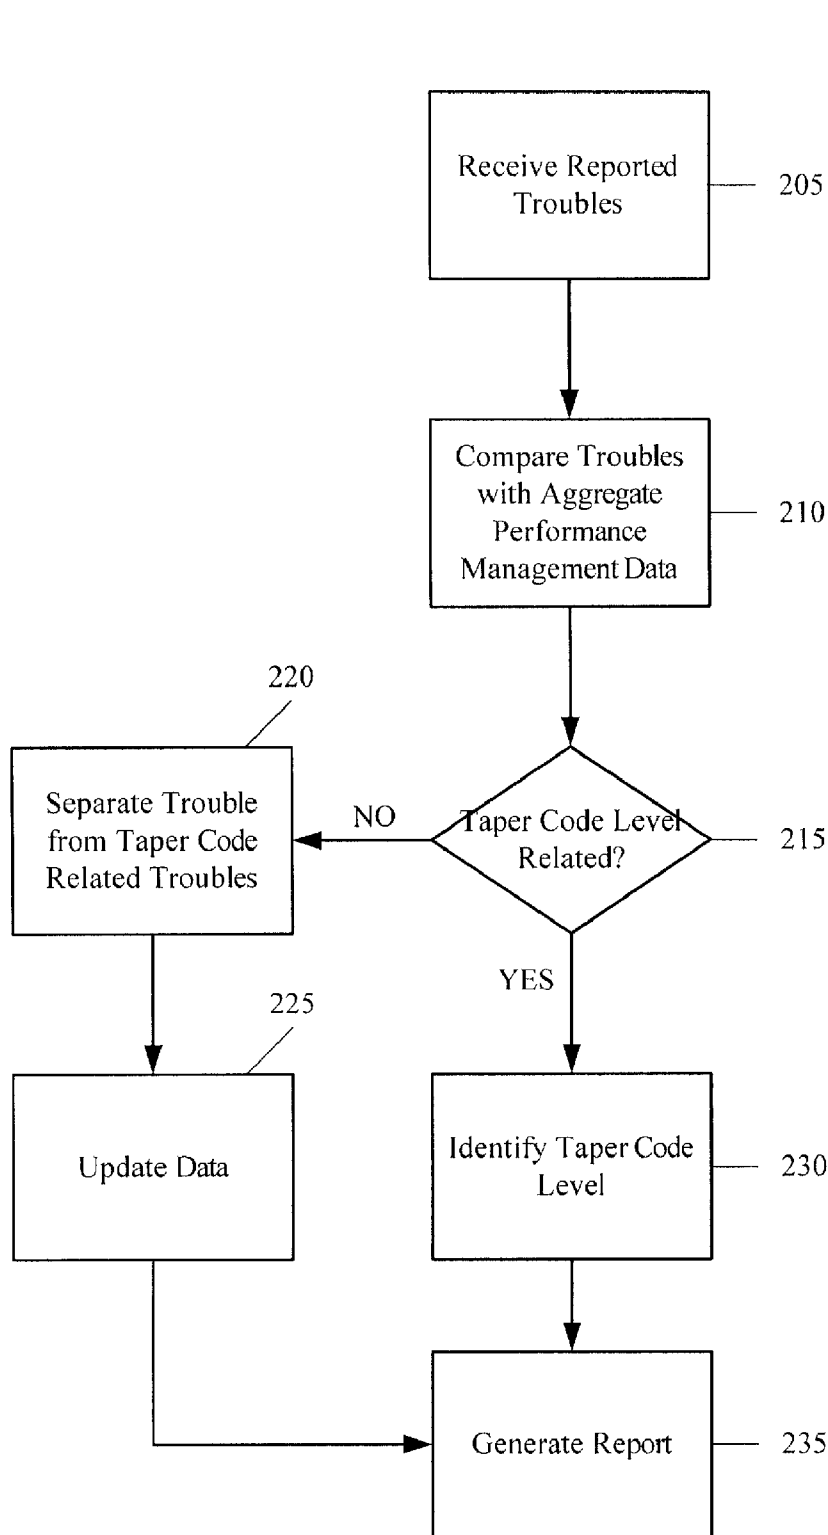 Receive Reported
Troubles
205
Compare Troubles
with Aggregate
Performance
Management Data
210
220
Separate Trouble
from Taper Code
Related Troubles
NO
Taper Code Level
Related?
215
YES
225
Update Data
Identify Taper Code
Level
230
Generate Report
235